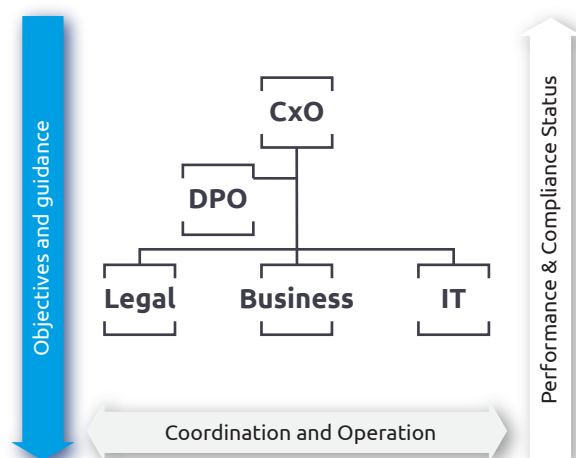 Objectives and guidance
CxO
DPO
Legal
Business
IT
Performance & Compliance Status
Coordination and Operation